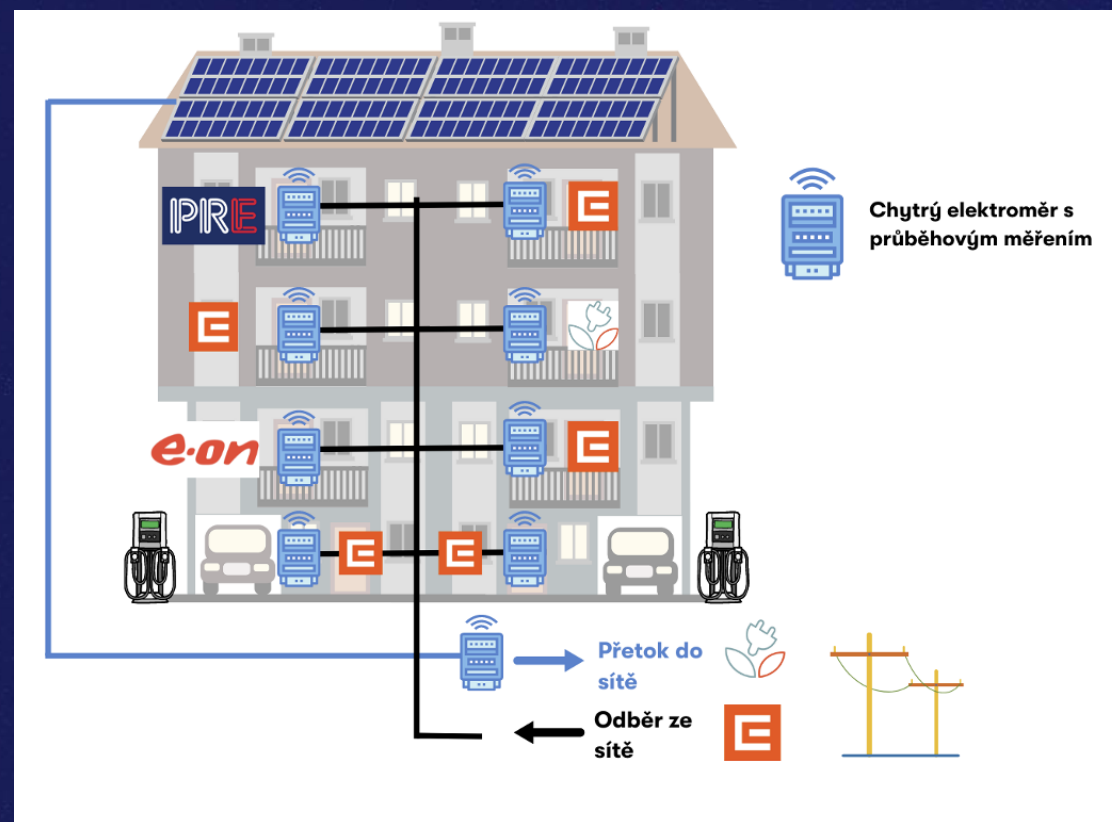 PRE
Chytrý elektroměr s
průběhovým měřením
e·on
Přetok do
sítě
Odběr ze
sítě